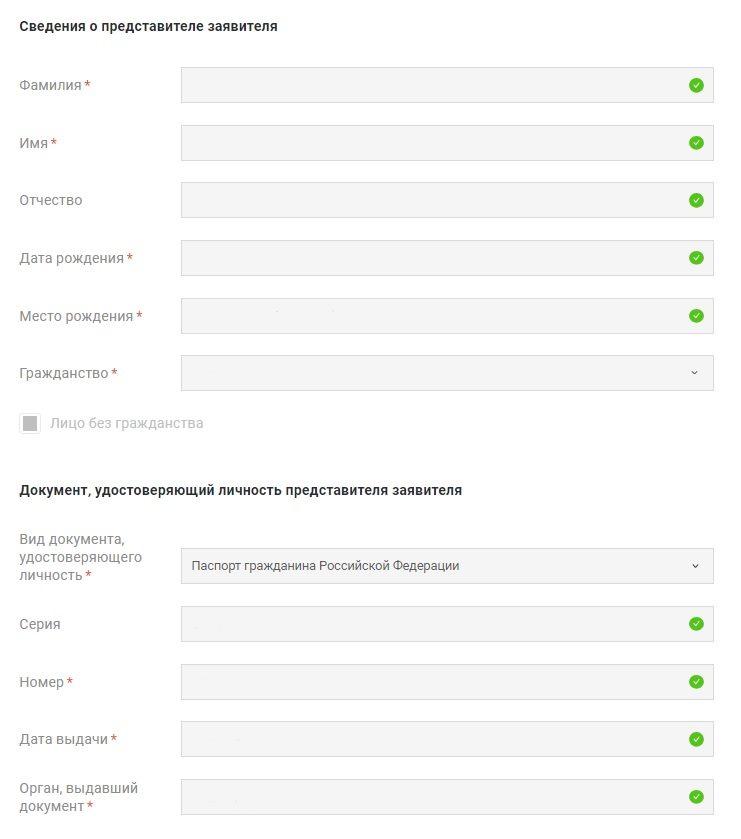 Сведения о представителе заявителя
Фамилия *
Имя *
Отчество
Дата рождения *
Место рождения *
Гражданство *
Лицо без гражданства
Документ, удостоверяющий личность представителя заявителя
Вид документа,
удостоверяющего
личность *
Паспорт гражданина Российской Федерации
Серия
Номер *
Дата выдачи *
Орган, выдавший
документ *